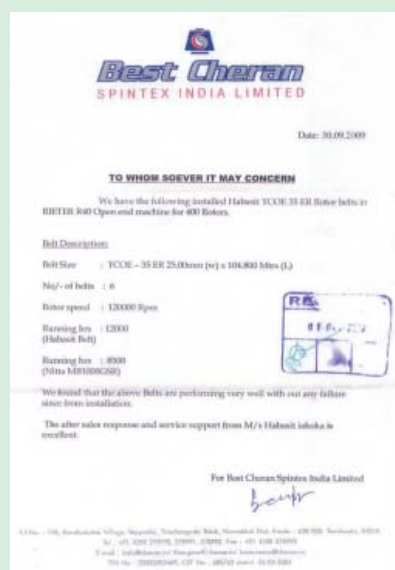 Best Cheran
SPINTEX INDIA LIMITED
Date: 30.09.2009
TO WHOM SOEVER IT MAY CONCERN
We have the following installed Habasit TCOE 35 ER Rotor belts in
RIETER R40 Open end machine for 400 Rotors.
Belt Description:
Belt Size : TCOE - 35 ER 25.00mm (w) x 104.800 Mtrs (L)
No/- of belts : 6
Rotor speed : 120000 Rpm
Running hrs : 12000
(Habasit Belt)
Running hrs : 8500
(Nitta
We found that the above Belts are performing very well with out any failure
since from installation.
The after sales response and service support from M/s Habasit Iakoka is
excellent.
For Best Cheran Spintex India Limited